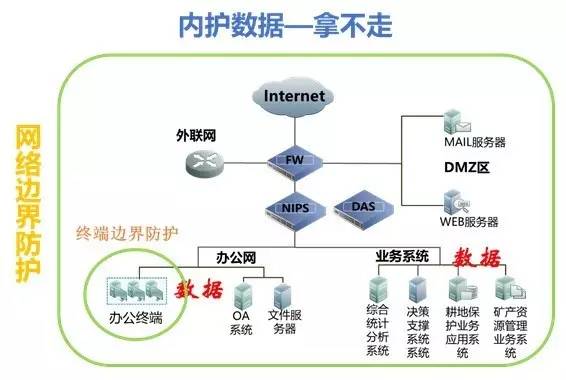 内护数据—拿不走
网络边界防护
Internet
外联网
FW
MAIL服务器
DMZ区
NIPS
DAS
WEB服务器
终端边界防护
办公网
业务系统
数据
数据
办公终端
OA
系统
文件服
务器
综合
统计
分析
系统
决策
支撑
系统
系统
耕地保
护业务
应用系
统
矿产资
源管理
业务系
统